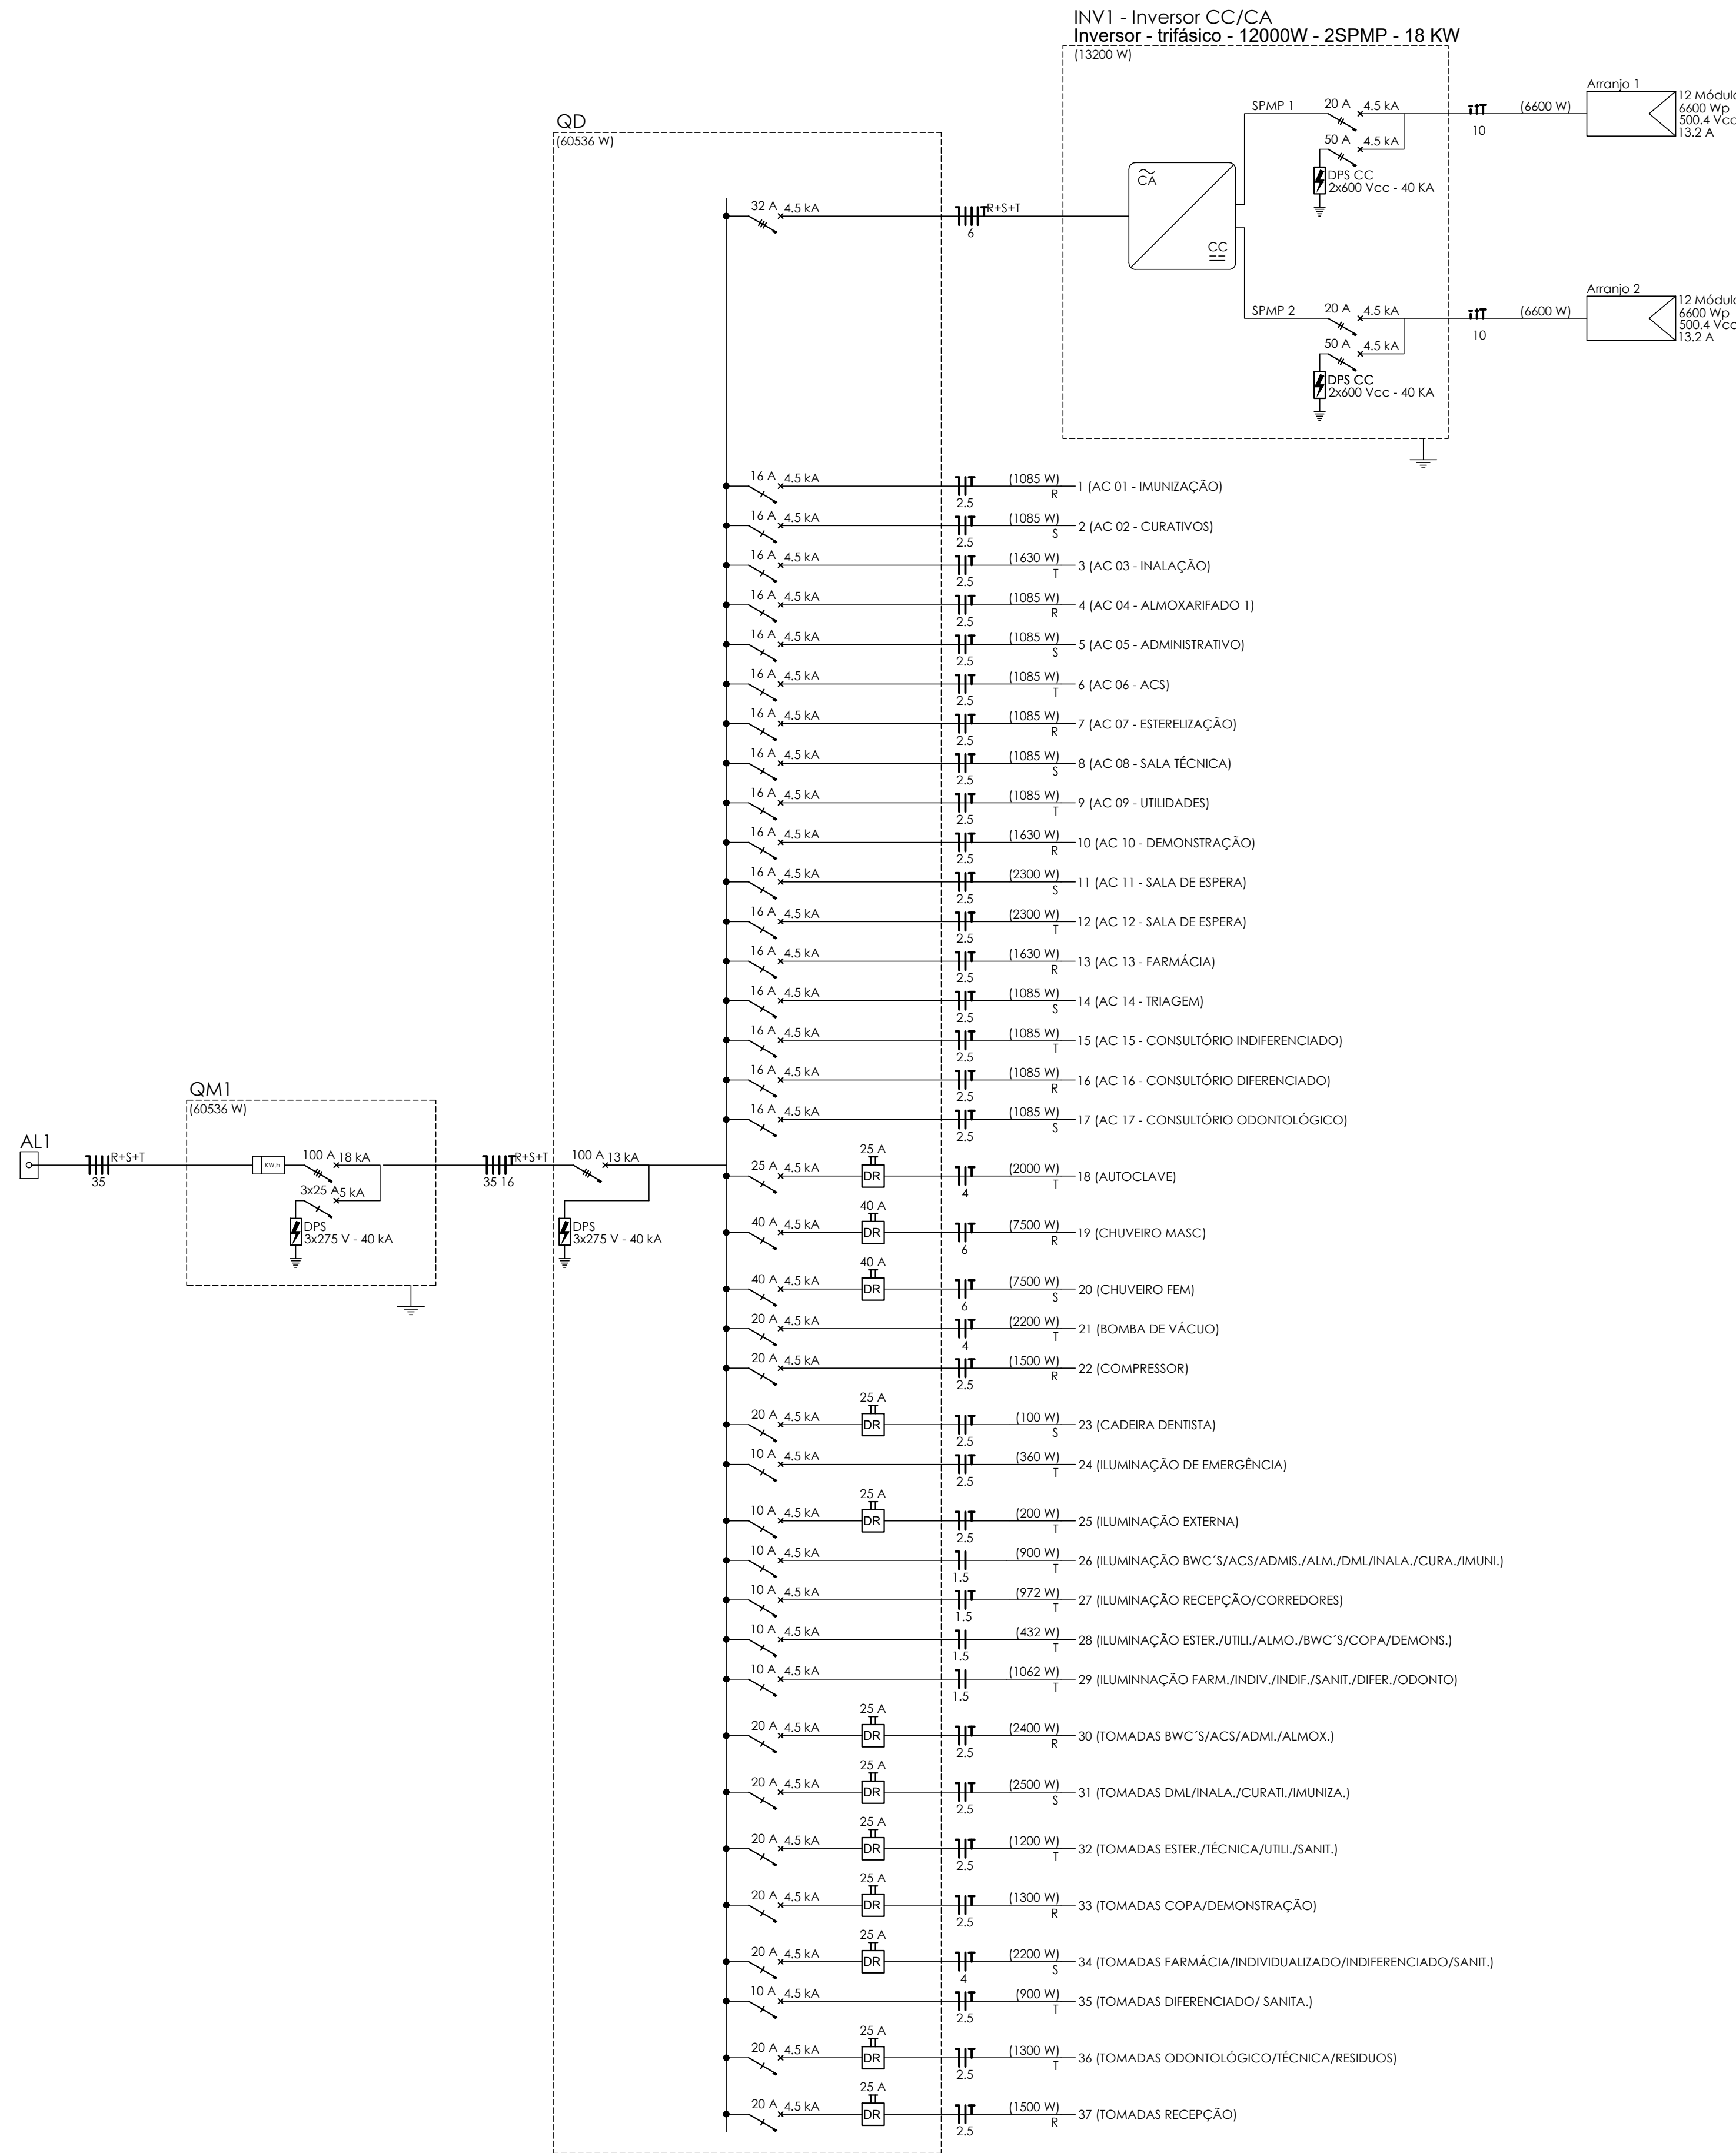 INV1 - Inversor CC/CA
Inversor - trifásico - 12000W - 2SPMP - 18 KW
(13200 W)
SPMP 1
20 A 4.5 kA
50 A 4.5 kA
DPS CC
2x600 Vcc - 40 KA
10
(6600 W)
Arranjo 1
12 Módulo
6600 Wp
500.4 Vcc
13.2 A
CA
CC
SPMP 2
20 A 4.5 kA
50 A 4.5 kA
DPS CC
2x600 Vcc - 40 KA
10
(6600 W)
Arranjo 2
12 Módulo
6600 Wp
500.4 Vcc
13.2 A
QD
(60536 W)
32 A 4.5 kA R+S+T
6
16 A 4.5 kA (1085 W) 1 (AC 01 - IMUNIZAÇÃO)
2.5 R
16 A 4.5 kA (1085 W) 2 (AC 02 - CURATIVOS)
2.5 S
16 A 4.5 kA (1630 W) 3 (AC 03 - INALAÇÃO)
2.5 T
16 A 4.5 kA (1085 W) 4 (AC 04 - ALMOXARIFADO 1)
2.5 R
16 A 4.5 kA (1085 W) 5 (AC 05 - ADMINISTRATIVO)
2.5 S
16 A 4.5 kA (1085 W) 6 (AC 06 - ACS)
2.5 T
16 A 4.5 kA (1085 W) 7 (AC 07 - ESTERELIZAÇÃO)
2.5 R
16 A 4.5 kA (1085 W) 8 (AC 08 - SALA TÉCNICA)
2.5 S
16 A 4.5 kA (1085 W) 9 (AC 09 - UTILIDADES)
2.5 T
16 A 4.5 kA (1630 W) 10 (AC 10 - DEMONSTRAÇÃO)
2.5 R
16 A 4.5 kA (2300 W) 11 (AC 11 - SALA DE ESPERA)
2.5 S
16 A 4.5 kA (2300 W) 12 (AC 12 - SALA DE ESPERA)
2.5 T
16 A 4.5 kA (1630 W) 13 (AC 13 - FARMÁCIA)
2.5 R
16 A 4.5 kA (1085 W) 14 (AC 14 - TRIAGEM)
2.5 S
16 A 4.5 kA (1085 W) 15 (AC 15 - CONSULTÓRIO INDIFERENCIADO)
2.5 T
16 A 4.5 kA (1085 W) 16 (AC 16 - CONSULTÓRIO DIFERENCIADO)
2.5 R
16 A 4.5 kA (1085 W) 17 (AC 17 - CONSULTÓRIO ODONTOLÓGICO)
2.5 S
AL1
R+S+T
35
QM1
(60536 W)
KW.h
100 A 18 kA
3x25 A 5 kA
DPS
3x275 V - 40 kA
R+S+T
35 16
100 A 13 kA
DPS
3x275 V - 40 kA
25 A
25 A 4.5 kA DR (2000 W) 18 (AUTOCLAVE)
4 T
40 A
40 A 4.5 kA DR (7500 W) 19 (CHUVEIRO MASC)
6 R
40 A
40 A 4.5 kA DR (7500 W) 20 (CHUVEIRO FEM)
6 S
20 A 4.5 kA (2200 W) 21 (BOMBA DE VÁCUO)
4 T
20 A 4.5 kA (1500 W) 22 (COMPRESSOR)
2.5 R
25 A
20 A 4.5 kA DR (100 W) 23 (CADEIRA DENTISTA)
2.5 S
10 A 4.5 kA (360 W) 24 (ILUMINAÇÃO DE EMERGÊNCIA)
2.5 T
25 A
10 A 4.5 kA DR (200 W) 25 (ILUMINAÇÃO EXTERNA)
2.5 T
10 A 4.5 kA (900 W) 26 (ILUMINAÇÃO BWC´S/ACS/ADMIS./ALM./DML/INALA./CURA./IMUNI.)
1.5 T
10 A 4.5 kA (972 W) 27 (ILUMINAÇÃO RECEPÇÃO/CORREDORES)
1.5 T
10 A 4.5 kA (432 W) 28 (ILUMINAÇÃO ESTER./UTILI./ALMO./BWC´S/COPA/DEMONS.)
1.5 T
10 A 4.5 kA (1062 W) 29 (ILUMINNAÇÃO FARM./INDIV./INDIF./SANIT./DIFER./ODONTO)
1.5 T
25 A
20 A 4.5 kA DR (2400 W) 30 (TOMADAS BWC´S/ACS/ADMI./ALMOX.)
2.5 R
25 A
20 A 4.5 kA DR (2500 W) 31 (TOMADAS DML/INALA./CURATI./IMUNIZA.)
2.5 S
25 A
20 A 4.5 kA DR (1200 W) 32 (TOMADAS ESTER./TÉCNICA/UTILI./SANIT.)
2.5 T
25 A
20 A 4.5 kA DR (1300 W) 33 (TOMADAS COPA/DEMONSTRAÇÃO)
2.5 R
25 A
20 A 4.5 kA DR (2200 W) 34 (TOMADAS FARMÁCIA/INDIVIDUALIZADO/INDIFERENCIADO/SANIT.)
4 S
10 A 4.5 kA (900 W) 35 (TOMADAS DIFERENCIADO/ SANITA.)
2.5 T
25 A
20 A 4.5 kA DR (1300 W) 36 (TOMADAS ODONTOLÓGICO/TÉCNICA/RESIDUOS)
2.5 T
25 A
20 A 4.5 kA DR (1500 W) 37 (TOMADAS RECEPÇÃO)
2.5 R